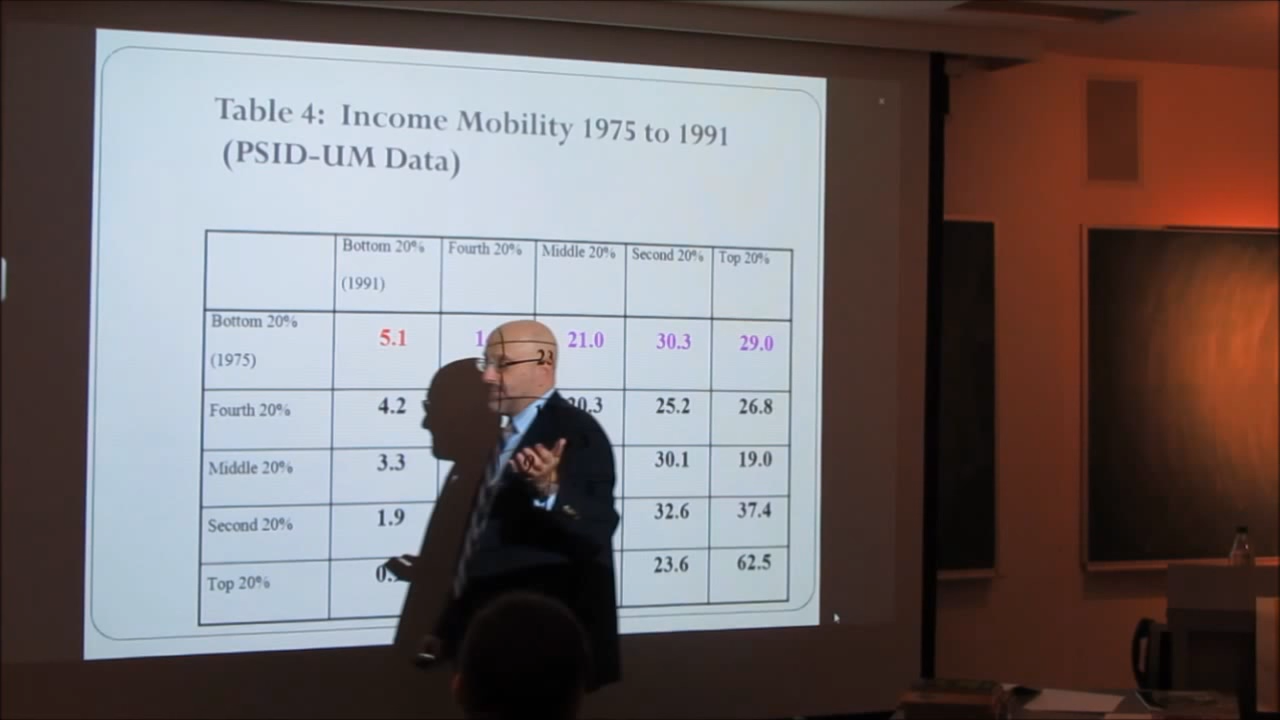 Table 4: Income Mobility 1975 to 1991
(PSID-UM Data)
Bottom 20% Fourth 20% Middle 20% Second 20% Top 20%
(1991)
Bottom 20% 5.1 21.0 30.3 29.0
(1975)
Fourth 20% 4.2 20.3 25.2 26.8
Middle 20% 3.3 30.1 19.0
Second 20% 1.9 32.6 37.4
Top 20% 23.6 62.5